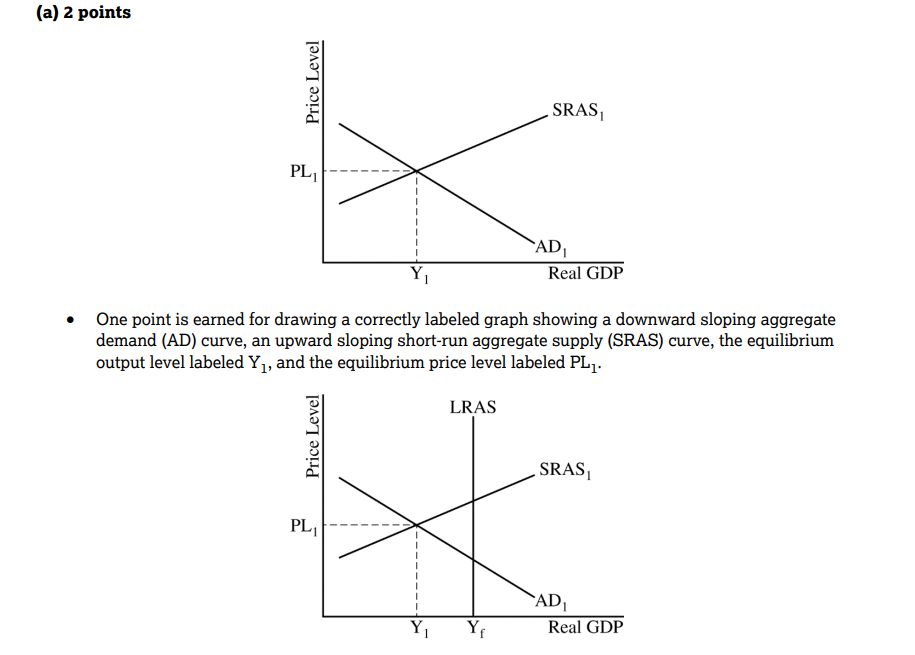 (a) 2 points
Price Level
SRAS₁
PL₁
AD₁
Y₁
Real GDP
• One point is earned for drawing a correctly labeled graph showing a downward sloping aggregate
demand (AD) curve, an upward sloping short-run aggregate supply (SRAS) curve, the equilibrium
output level labeled Y₁, and the equilibrium price level labeled PL₁.
Price Level
LRAS
SRAS₁
PL₁
AD₁
Y₁ Y_f
Real GDP